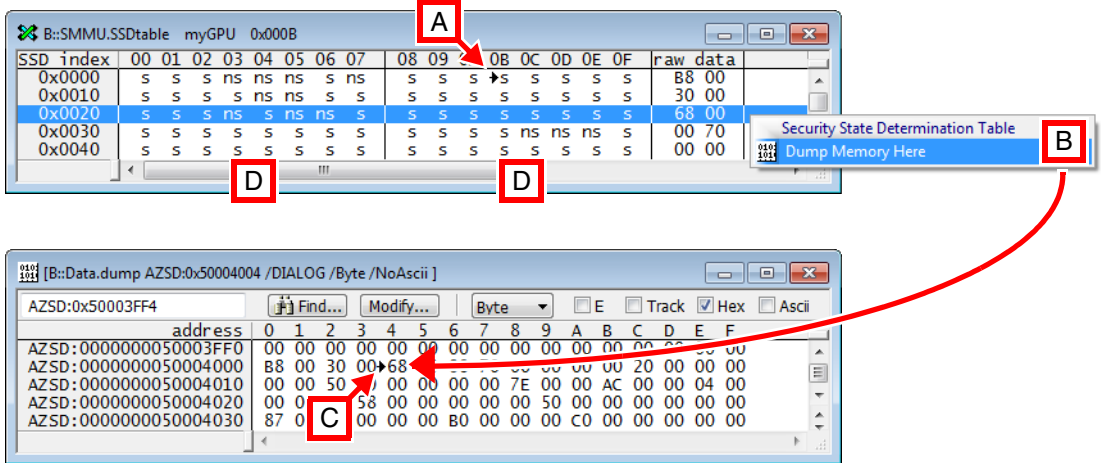 A
B::SMMU.SSDtable myGPU 0x000B
SSD index 00 01 02 03 04 05 06 07 08 09 0B 0C 0D 0E 0F raw data
0x0000 s s s ns ns ns s ns s s s s s s s s B8 00
0x0010 s s s s ns ns s s s s s s s s s s 30 00
0x0020 s s s ns s ns ns s s s s s s s s s 68 00
0x0030 s s s s s s s s s s s s ns ns ns s 00 70
0x0040 s s s s s s s s s s s s s s s s 00 00
Security State Determination Table
Dump Memory Here
B
D D
[B::Data.dump AZSD:0x50004004 /DIALOG /Byte /NoAscii ]
AZSD:0x50003FF4 Find... Modify... Byte E Track Hex Ascii
address 0 1 2 3 4 5 6 7 8 9 A B C D E F
AZSD:0000000050003FF0 00 00 00 00 00 00 00 00 00 00 00 00 00 00 00 00
AZSD:0000000050004000 B8 00 30 00 68 00 00 00 20 00 00 00
AZSD:0000000050004010 00 00 50 00 00 00 00 7E 00 00 AC 00 00 04 00
AZSD:0000000050004020 00 58 00 00 00 00 00 50 00 00 00 00 00 00
AZSD:0000000050004030 87 00 00 00 B0 00 00 C0 00 00 00 00 00
C